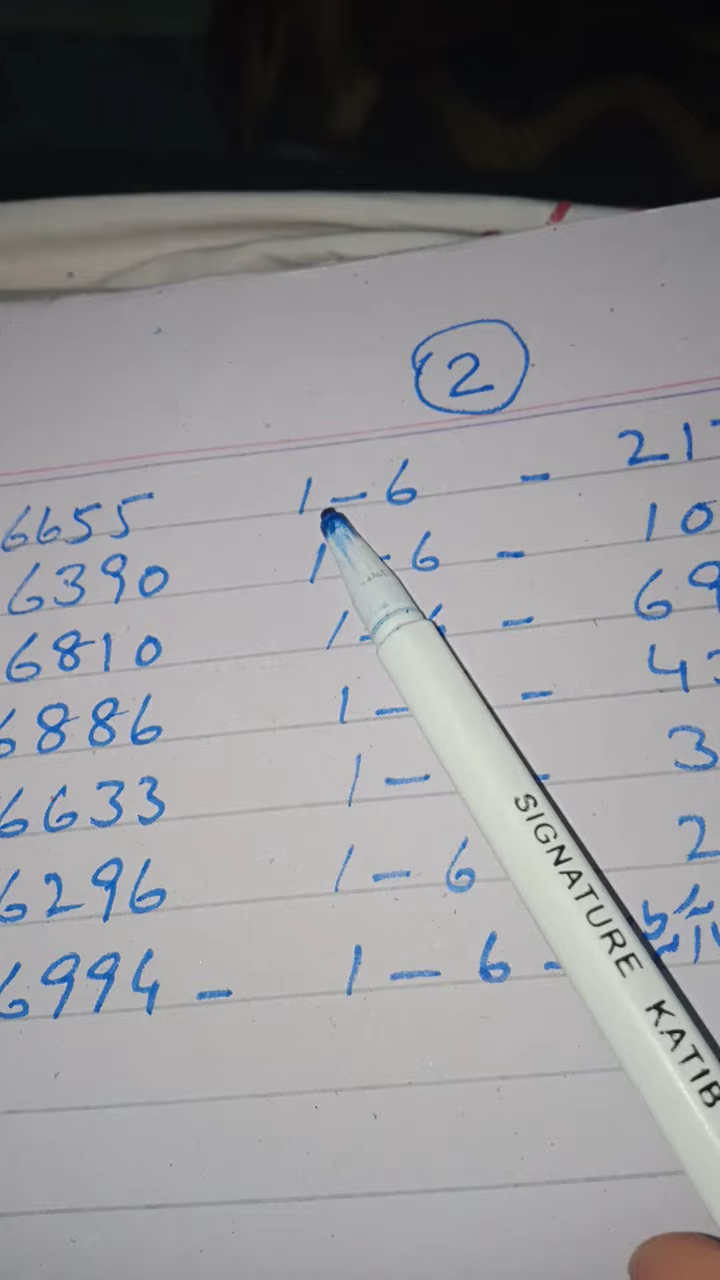 2
6655 1-6 - 21
6390 1-6 - 10
6810 1- - 69
6886 1- - 4
6633 1- - 3
6296 1-6 2
6994 - 1-6 -
SIGNATURE KATIB